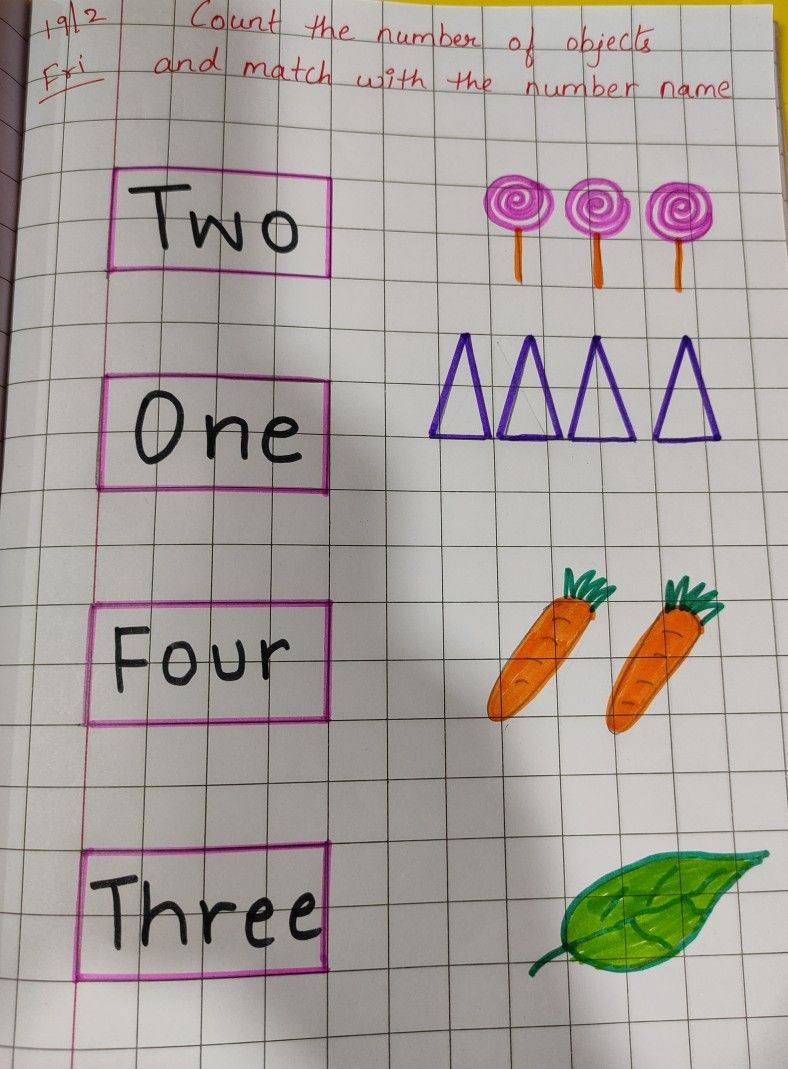 19/2 Count the number of objects
Fri and match with the number name
Two
One
Four
Three